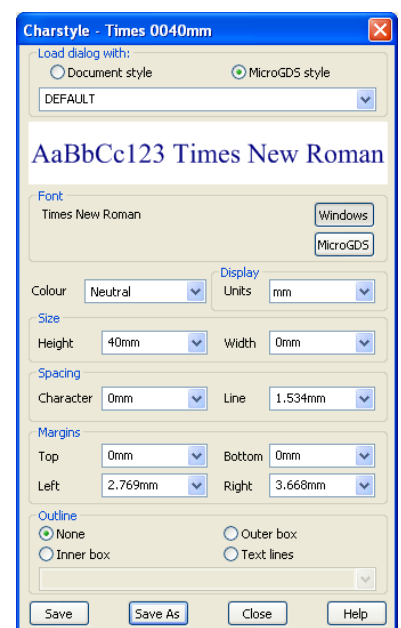 Charstyle - Times 0040mm
Load dialog with:
Document style MicroGDS style
DEFAULT
AaBbCc123 Times New Roman
Font
Times New Roman Windows
MicroGDS
Display
Colour Neutral Units mm
Size
Height 40mm Width 0mm
Spacing
Character 0mm Line 1.534mm
Margins
Top 0mm Bottom 0mm
Left 2.769mm Right 3.668mm
Outline
None Outer box
Inner box Text lines
Save Save As Close Help